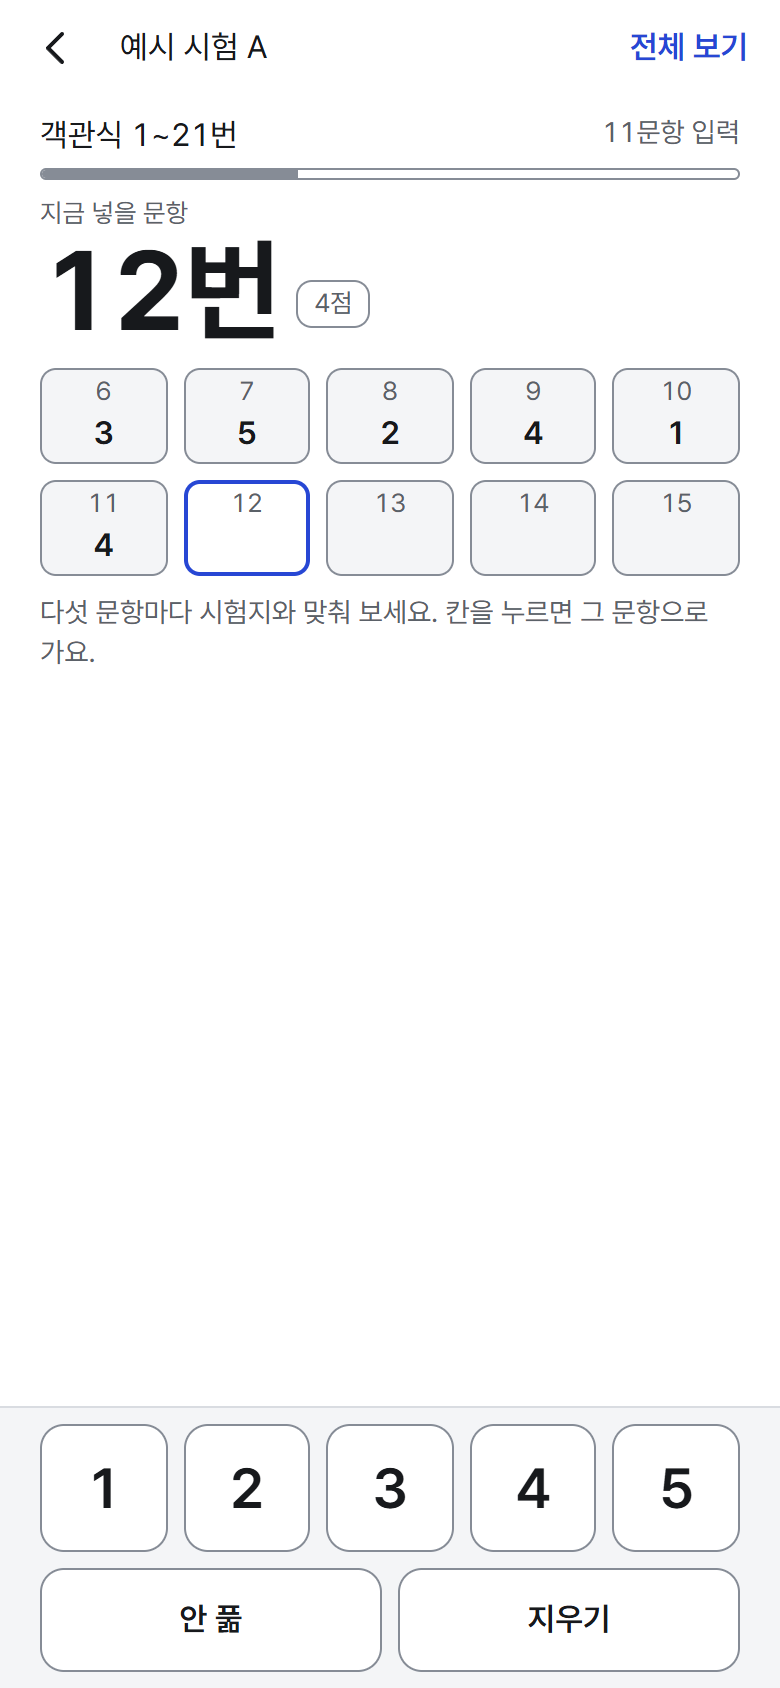 예시 시험 A
전체 보기
객관식 1~21번
11문항 입력
지금 넣을 문항
12번
4점
6 7 8 9 10
3 5 2 4 1
11 12 13 14 15
4
다섯 문항마다 시험지와 맞춰 보세요. 칸을 누르면 그 문항으로
가요.
1 2 3 4 5
안 풂
지우기